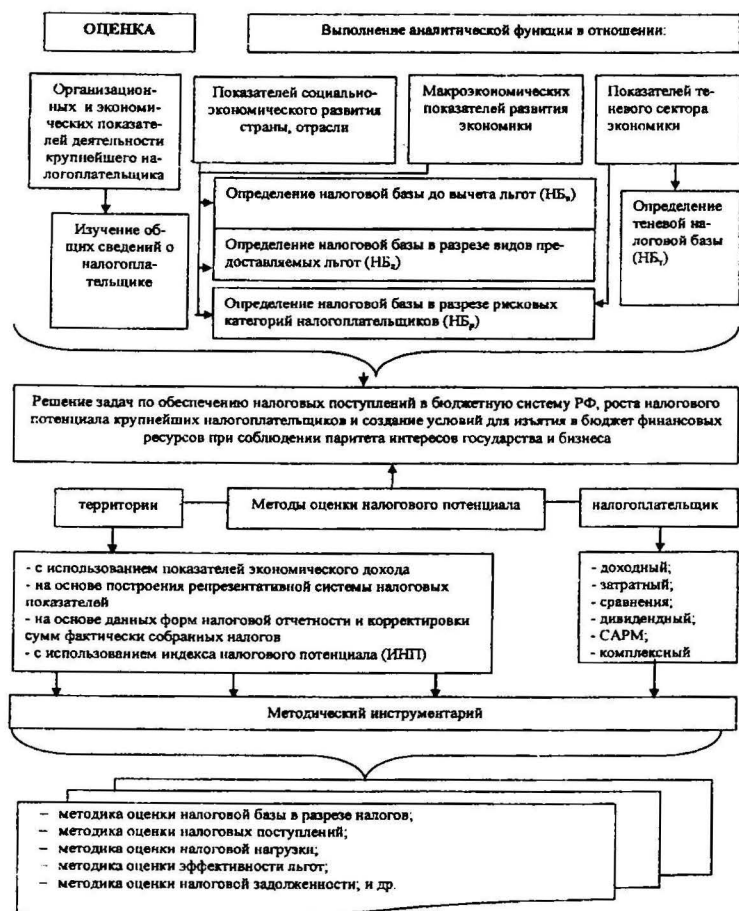 ОЦЕНКА
Выполнение аналитической функции в отношении:
Организацион-
ных и эконо-
мических показате-
лей деятельности
крупнейшего на-
логоплательщика
Показателей социально-
экономического развития
страны, отрасли
Макроэкономических
показателей развития
экономики
Показателей те-
невого сектора
экономики
Определение налоговой базы до вычета льгот (НБ
Изучение об-
щих сведений о
налогопла-
тельщике
Определение налоговой базы в разрезе видов пре-
доставляемых льгот (НБ
Определение
теневой на-
логовой базы
(НБ
Определение налоговой базы в разрезе рисковых
категорий налогоплательщиков (НБр)
Решение задач по обеспечению налоговых поступлений в бюджетную систему РФ, роста налогового
потенциала крупнейших налогоплательщиков и создание условий для изъятия в бюджет финансовых
ресурсов при соблюдении паритета интересов государства и бизнеса
территории
Методы оценки налогового потенциала
налогоплательщик
- с использованием показателей экономического дохода
- на основе построения репрезентативной системы налоговых
показателей
- на основе данных форм налоговой отчетности и корректировки
сумм фактически собранных налогов
- с использованием индекса налогового потенциала (ИНП)
- доходный;
- затратный;
- сравнения;
- дивидендный;
- САРМ;
- комплексный
Методический инструментарий
– методика оценки налоговой базы в разрезе налогов;
– методика оценки налоговых поступлений;
– методика оценки налоговой нагрузки;
– методика оценки эффективности льгот;
– методика оценки налоговой задолженности; и др.